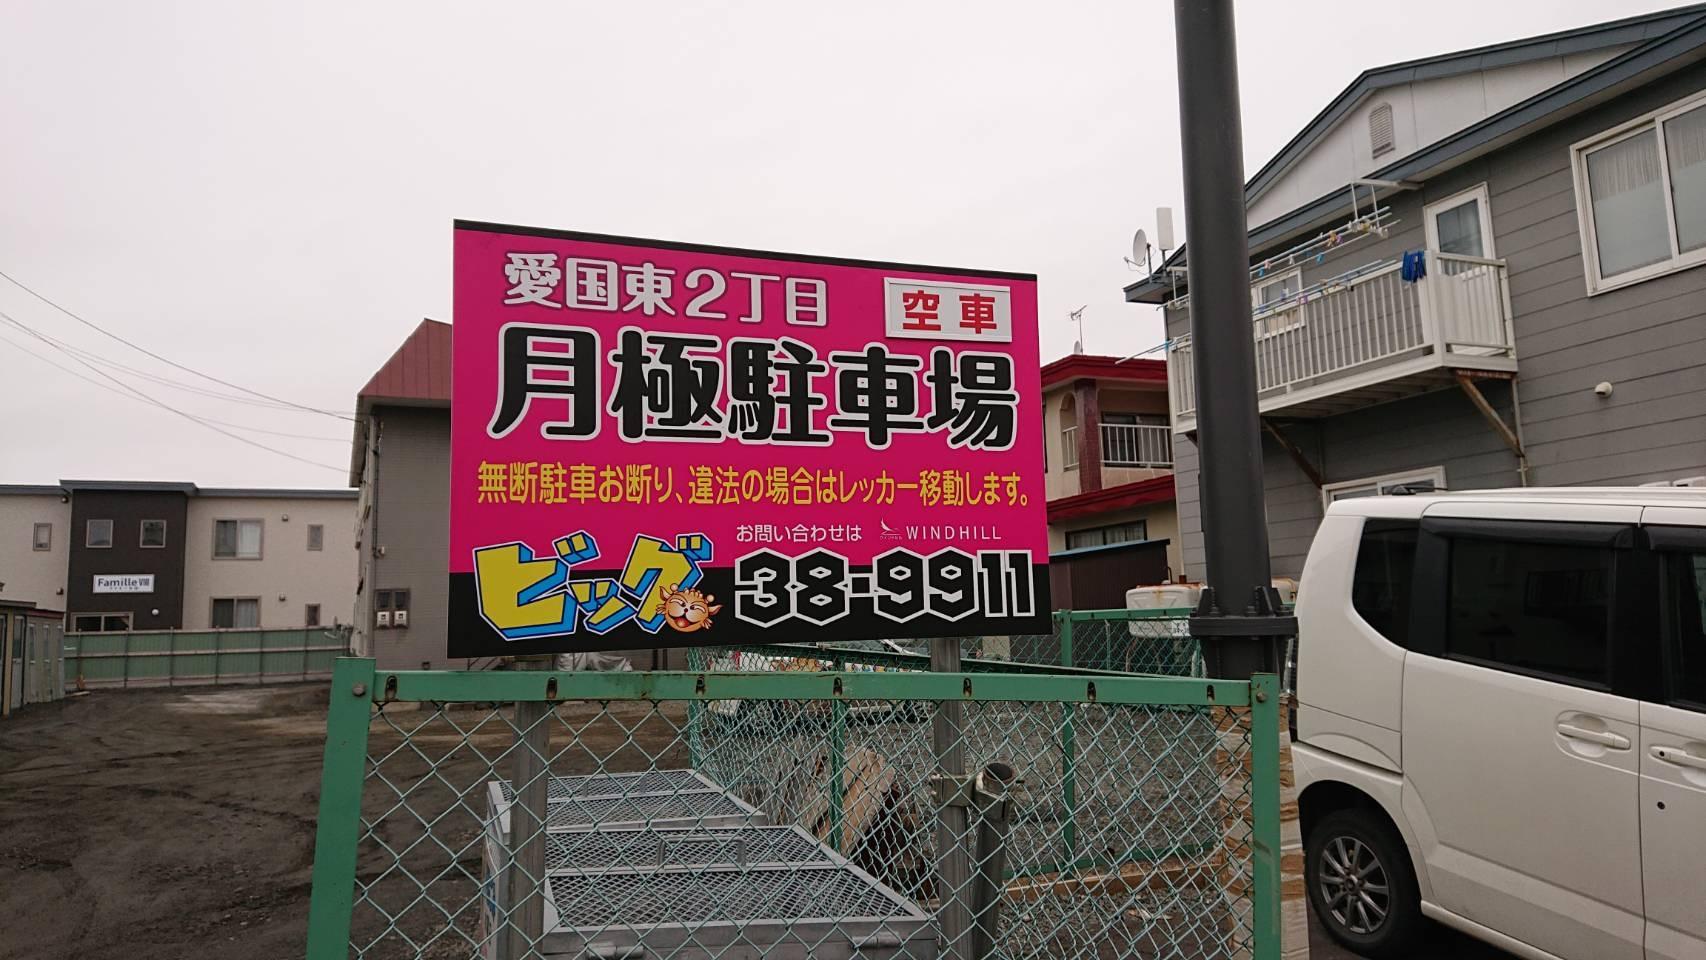 愛国東2丁目
空車
月極駐車場
無断駐車お断り、違法の場合はレッカー移動します。
お問い合わせは
WINDHILL
ビッグ
38-9911
Famille Ⅷ